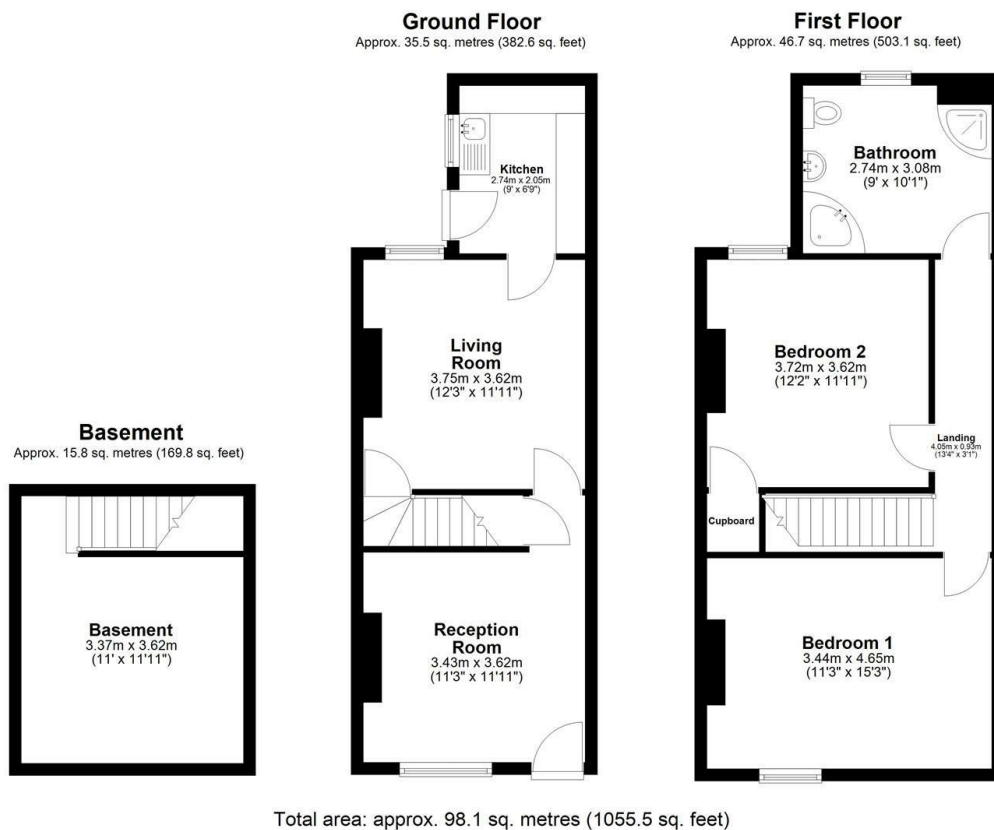 Ground Floor
Approx. 35.5 sq. metres (382.6 sq. feet)
Kitchen
2.74m x 2.05m
(9' x 6'9")
Living
Room
3.75m x 3.62m
(12'3" x 11'11")
Reception
Room
3.43m x 3.62m
(11'3" x 11'11")
First Floor
Approx. 46.7 sq. metres (503.1 sq. feet)
Bathroom
2.74m x 3.08m
(9' x 10'1")
Bedroom 2
3.72m x 3.62m
(12'2" x 11'11")
Landing
4.05m x 0.93m
(13'4" x 3'1")
Cupboard
Bedroom 1
3.44m x 4.65m
(11'3" x 15'3")
Basement
Approx. 15.8 sq. metres (169.8 sq. feet)
Basement
3.37m x 3.62m
(11' x 11'11")
Total area: approx. 98.1 sq. metres (1055.5 sq. feet)